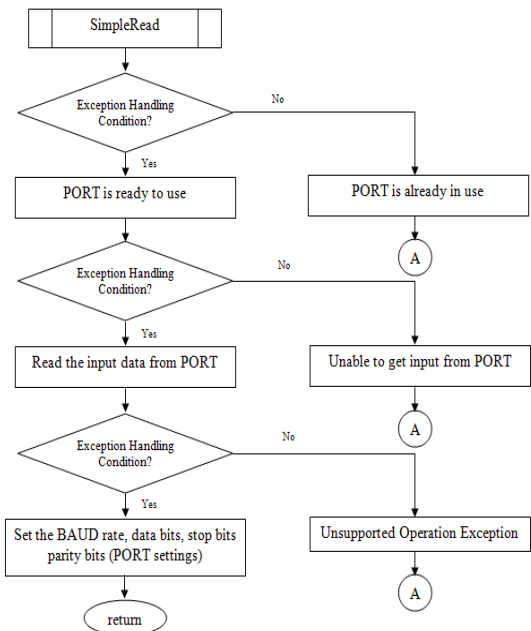 SimpleRead
Exception Handling
Condition?
No
Yes
PORT is ready to use
PORT is already in use
A
Exception Handling
Condition?
No
Yes
Read the input data from PORT
Unable to get input from PORT
A
Exception Handling
Condition?
No
Yes
Set the BAUD rate, data bits, stop bits
parity bits (PORT settings)
Unsupported Operation Exception
A
return